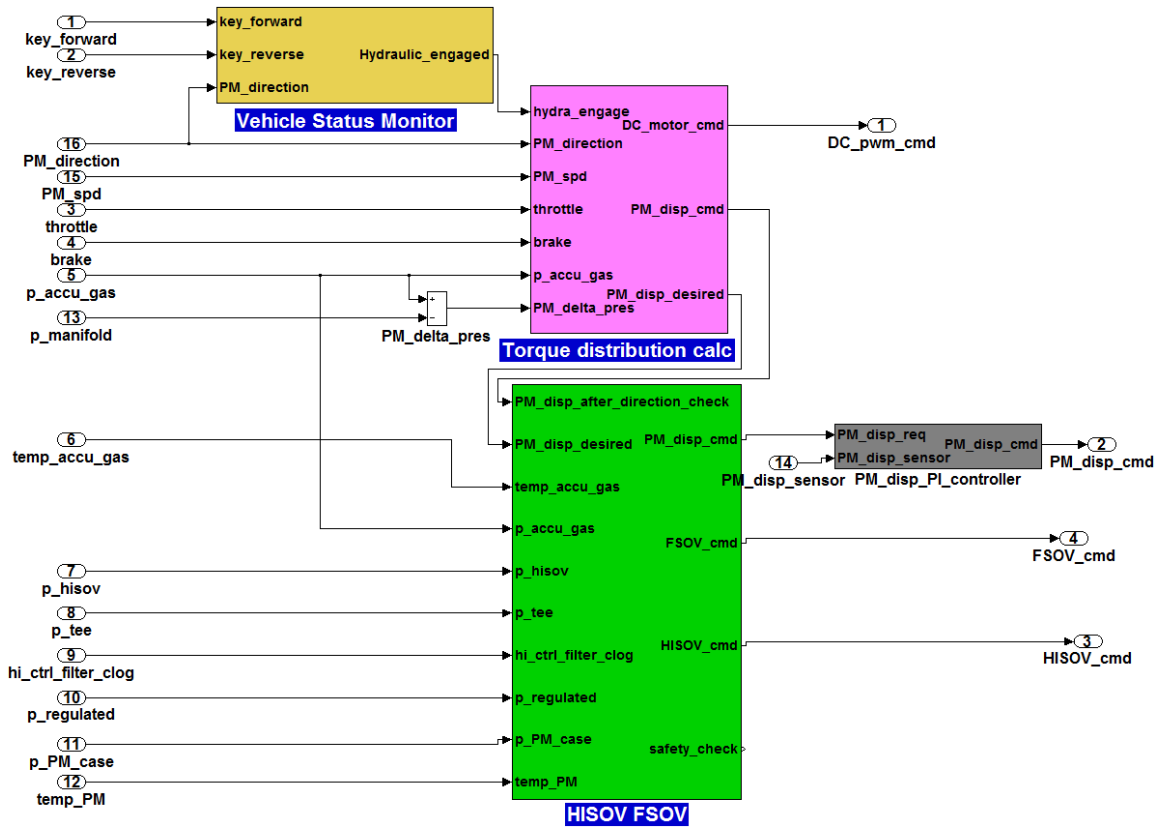 1
key_forward
2
key_reverse
key_forward
key_reverse
Hydraulic_engaged
PM_direction
Vehicle Status Monitor
16
PM_direction
15
PM_spd
3
throttle
4
brake
5
p_accu_gas
13
p_manifold
+
−
PM_delta_pres
hydra_engage
DC_motor_cmd
PM_direction
PM_spd
throttle
PM_disp_cmd
brake
p_accu_gas
PM_disp_desired
PM_delta_pres
Torque distribution calc
1
DC_pwm_cmd
6
temp_accu_gas
7
p_hisov
8
p_tee
9
hi_ctrl_filter_clog
10
p_regulated
11
p_PM_case
12
temp_PM
PM_disp_after_direction_check
PM_disp_desired
PM_disp_cmd
temp_accu_gas
p_accu_gas
FSOV_cmd
p_hisov
p_tee
HISOV_cmd
hi_ctrl_filter_clog
p_regulated
p_PM_case
safety_check
temp_PM
HISOV FSOV
14
PM_disp_sensor
PM_disp_req
PM_disp_cmd
PM_disp_sensor
PM_disp_PI_controller
2
PM_disp_cmd
4
FSOV_cmd
3
HISOV_cmd